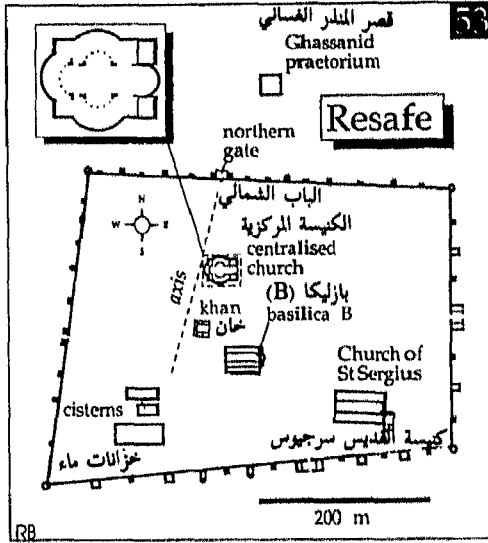 53
قصر المنذر الغساني
Ghassanid
praetorium
Resafe
northern
gate
الباب الشمالي
N
W E
S
الكنيسة المركزية
centralised
church
axis
khan
خان
بازليكا (B)
basilica B
Church of
St Sergius
كنيسة القديس سرجيوس
cisterns
خزانات ماء
200 m
RB